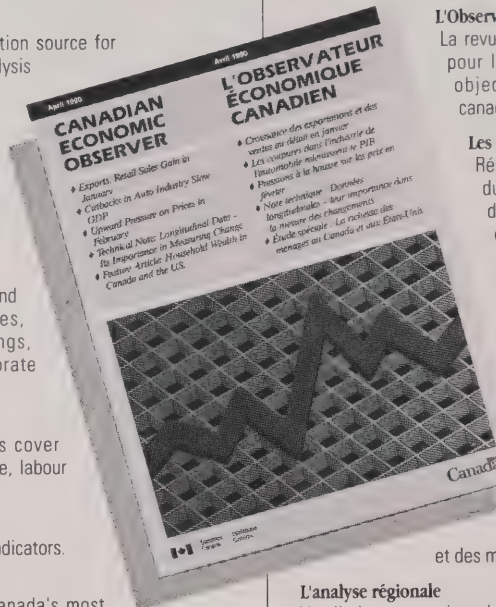 tion source for
lysis
nd
es,
ngs,
orate
s cover
e, labour
dicators.
anada's most
April 1990
CANADIAN
ECONOMIC
OBSERVER
♦ Exports, Retail Sales Gain in
January
♦ Cutbacks in Auto Industry Slow
GDP
♦ Upward Pressure on Prices in
February
♦ Technical Note: Longitudinal Data -
Its Importance in Measuring Change
♦ Feature Article: Household Wealth in
Canada and the U.S.
Avril 1990
L'OBSERVATEUR
ÉCONOMIQUE
CANADIEN
♦ Croissance des exportations et des
ventes au détail en janvier
♦ Les coupures dans l'industrie de
l'automobile ralentissent le PIB
♦ Pressions à la hausse sur les prix en
février
♦ Note technique - Données
longitudinales - leur importance dans
la mesure des changements
♦ Étude spéciale - La richesse des
ménages au Canada et aux États-Unis
Statistics Canada
Statistique Canada
Canada
L'Observ
La revu
pour l
objec
canad
Les
Ré
du
d
et des m
L'analyse régionale